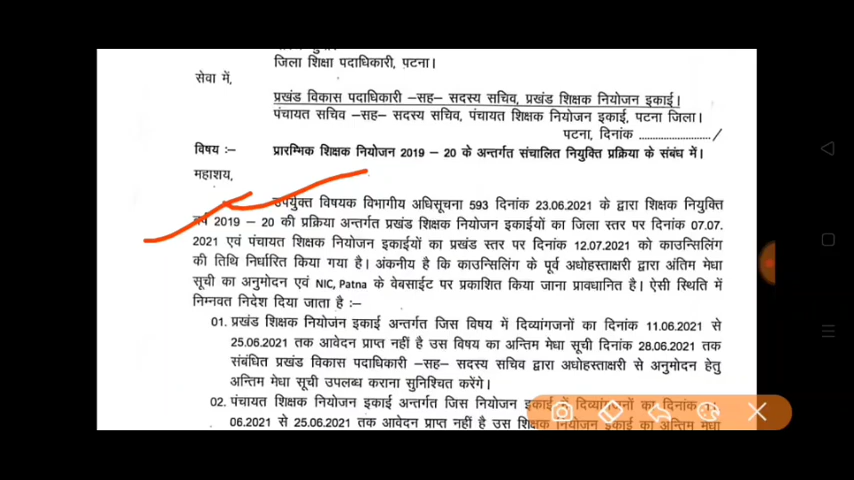 जिला शिक्षा पदाधिकारी, पटना।
सेवा में,
प्रखंड विकास पदाधिकारी –सह– सदस्य सचिव, प्रखंड शिक्षक नियोजन इकाई।
पंचायत सचिव –सह– सदस्य सचिव, पंचायत शिक्षक नियोजन इकाई, पटना जिला।
पटना, दिनांक ........................../
विषय :– प्रारम्भिक शिक्षक नियोजन 2019 – 20 के अन्तर्गत संचालित नियुक्ति प्रक्रिया के संबंध में।
महाशय,
उपर्युक्त विषयक विभागीय अधिसूचना 593 दिनांक 23.06.2021 के द्वारा शिक्षक नियुक्ति
वर्ष 2019 – 20 की प्रक्रिया अन्तर्गत प्रखंड शिक्षक नियोजन इकाईयों का जिला स्तर पर दिनांक 07.07.
2021 एवं पंचायत शिक्षक नियोजन इकाईयों का प्रखंड स्तर पर दिनांक 12.07.2021 को काउन्सिलिंग
की तिथि निर्धारित किया गया है। अंकनीय है कि काउन्सिलिंग के पूर्व अधोहस्ताक्षरी द्वारा अंतिम मेधा
सूची का अनुमोदन एवं NIC, Patna के वेबसाईट पर प्रकाशित किया जाना प्रावधानित है। ऐसी स्थिति में
निम्नवत निदेश दिया जाता है :–
01. प्रखंड शिक्षक नियोजन इकाई अन्तर्गत जिस विषय में दिव्यांगजनों का दिनांक 11.06.2021 से
25.06.2021 तक आवेदन प्राप्त नहीं है उस विषय का अन्तिम मेधा सूची दिनांक 28.06.2021 तक
संबंधित प्रखंड विकास पदाधिकारी –सह– सदस्य सचिव द्वारा अधोहस्ताक्षरी से अनुमोदन हेतु
अन्तिम मेधा सूची उपलब्ध कराना सुनिश्चित करेंगे।
02. पंचायत शिक्षक नियोजन इकाई अन्तर्गत जिस नियोजन इकाई में दिव्यांगजनों का दिनांक
06.2021 से 25.06.2021 तक आवेदन प्राप्त नहीं है उस शिक्षक नियोजन इकाई का अन्तिम मेधा